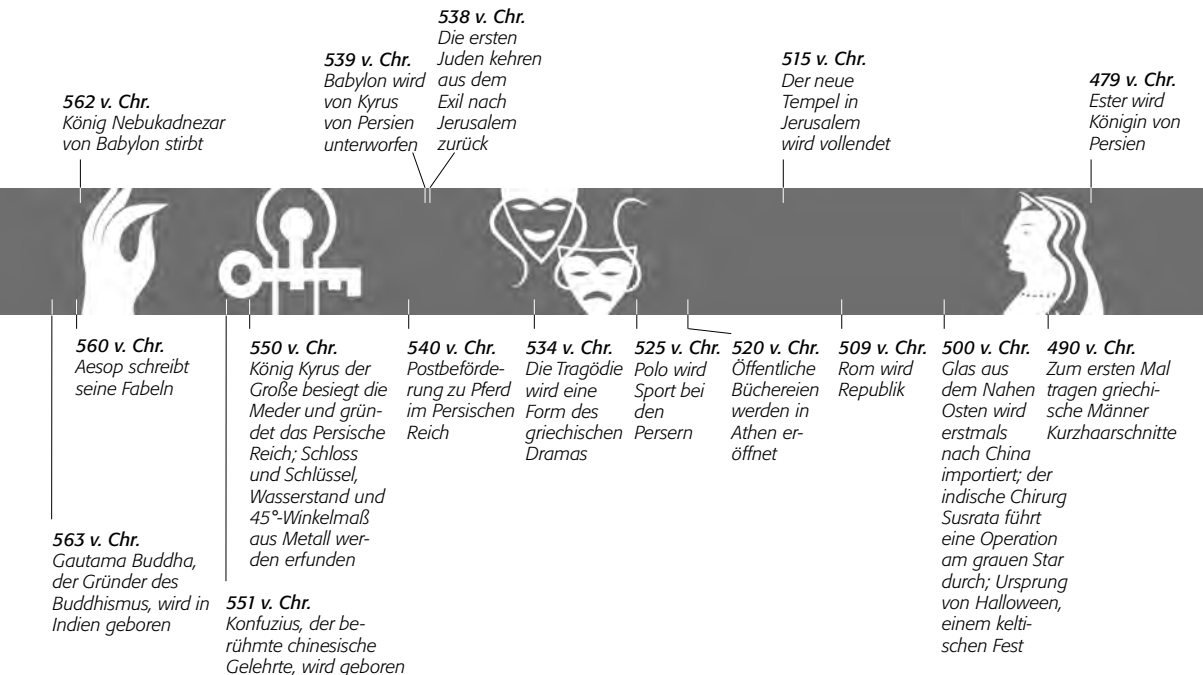 562 v. Chr.
König Nebukadnezar
von Babylon stirbt
539 v. Chr.
Babylon wird
von Kyrus
von Persien
unterworfen
538 v. Chr.
Die ersten
Juden kehren
aus dem
Exil nach
Jerusalem
zurück
515 v. Chr.
Der neue
Tempel in
Jerusalem
wird vollendet
479 v. Chr.
Ester wird
Königin von
Persien
563 v. Chr.
Gautama Buddha,
der Gründer des
Buddhismus, wird in
Indien geboren
560 v. Chr.
Aesop schreibt
seine Fabeln
551 v. Chr.
Konfuzius, der be-
rühmte chinesische
Gelehrte, wird geboren
550 v. Chr.
König Kyrus der
Große besiegt die
Meder und grün-
det das Persische
Reich; Schloss
und Schlüssel,
Wasserstand und
45°-Winkelmaß
aus Metall wer-
den erfunden
540 v. Chr.
Postbeförde-
rung zu Pferd
im Persischen
Reich
534 v. Chr.
Die Tragödie
wird eine
Form des
griechischen
Dramas
525 v. Chr.
Polo wird
Sport bei
den
Persern
520 v. Chr.
Öffentliche
Büchereien
werden in
Athen er-
öffnet
509 v. Chr.
Rom wird
Republik
500 v. Chr.
Glas aus
dem Nahen
Osten wird
erstmals
nach China
importiert; der
indische Chirurg
Susrata führt
eine Operation
am grauen Star
durch; Ursprung
von Halloween,
einem kelti-
schen Fest
490 v. Chr.
Zum ersten Mal
tragen griechi-
sche Männer
Kurzhaarschnitte